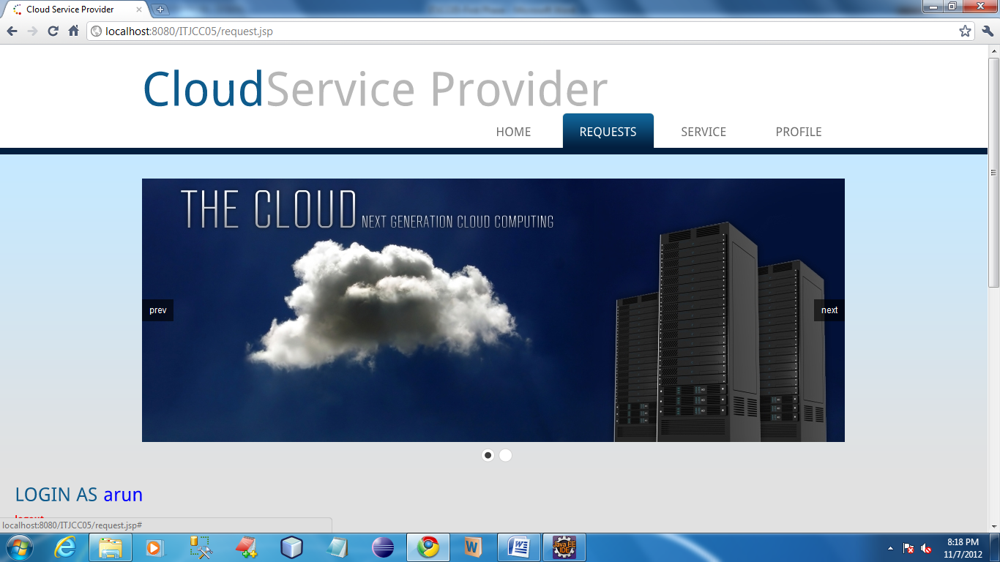 Cloud Service Provider
localhost:8080/ITJCC05/request.jsp
CloudService Provider
HOME REQUESTS SERVICE PROFILE
THE CLOUD NEXT GENERATION CLOUD COMPUTING
prev
next
LOGIN AS arun
logout
localhost:8080/ITJCC05/request.jsp#
Java EE
IDE
8:18 PM
11/7/2012